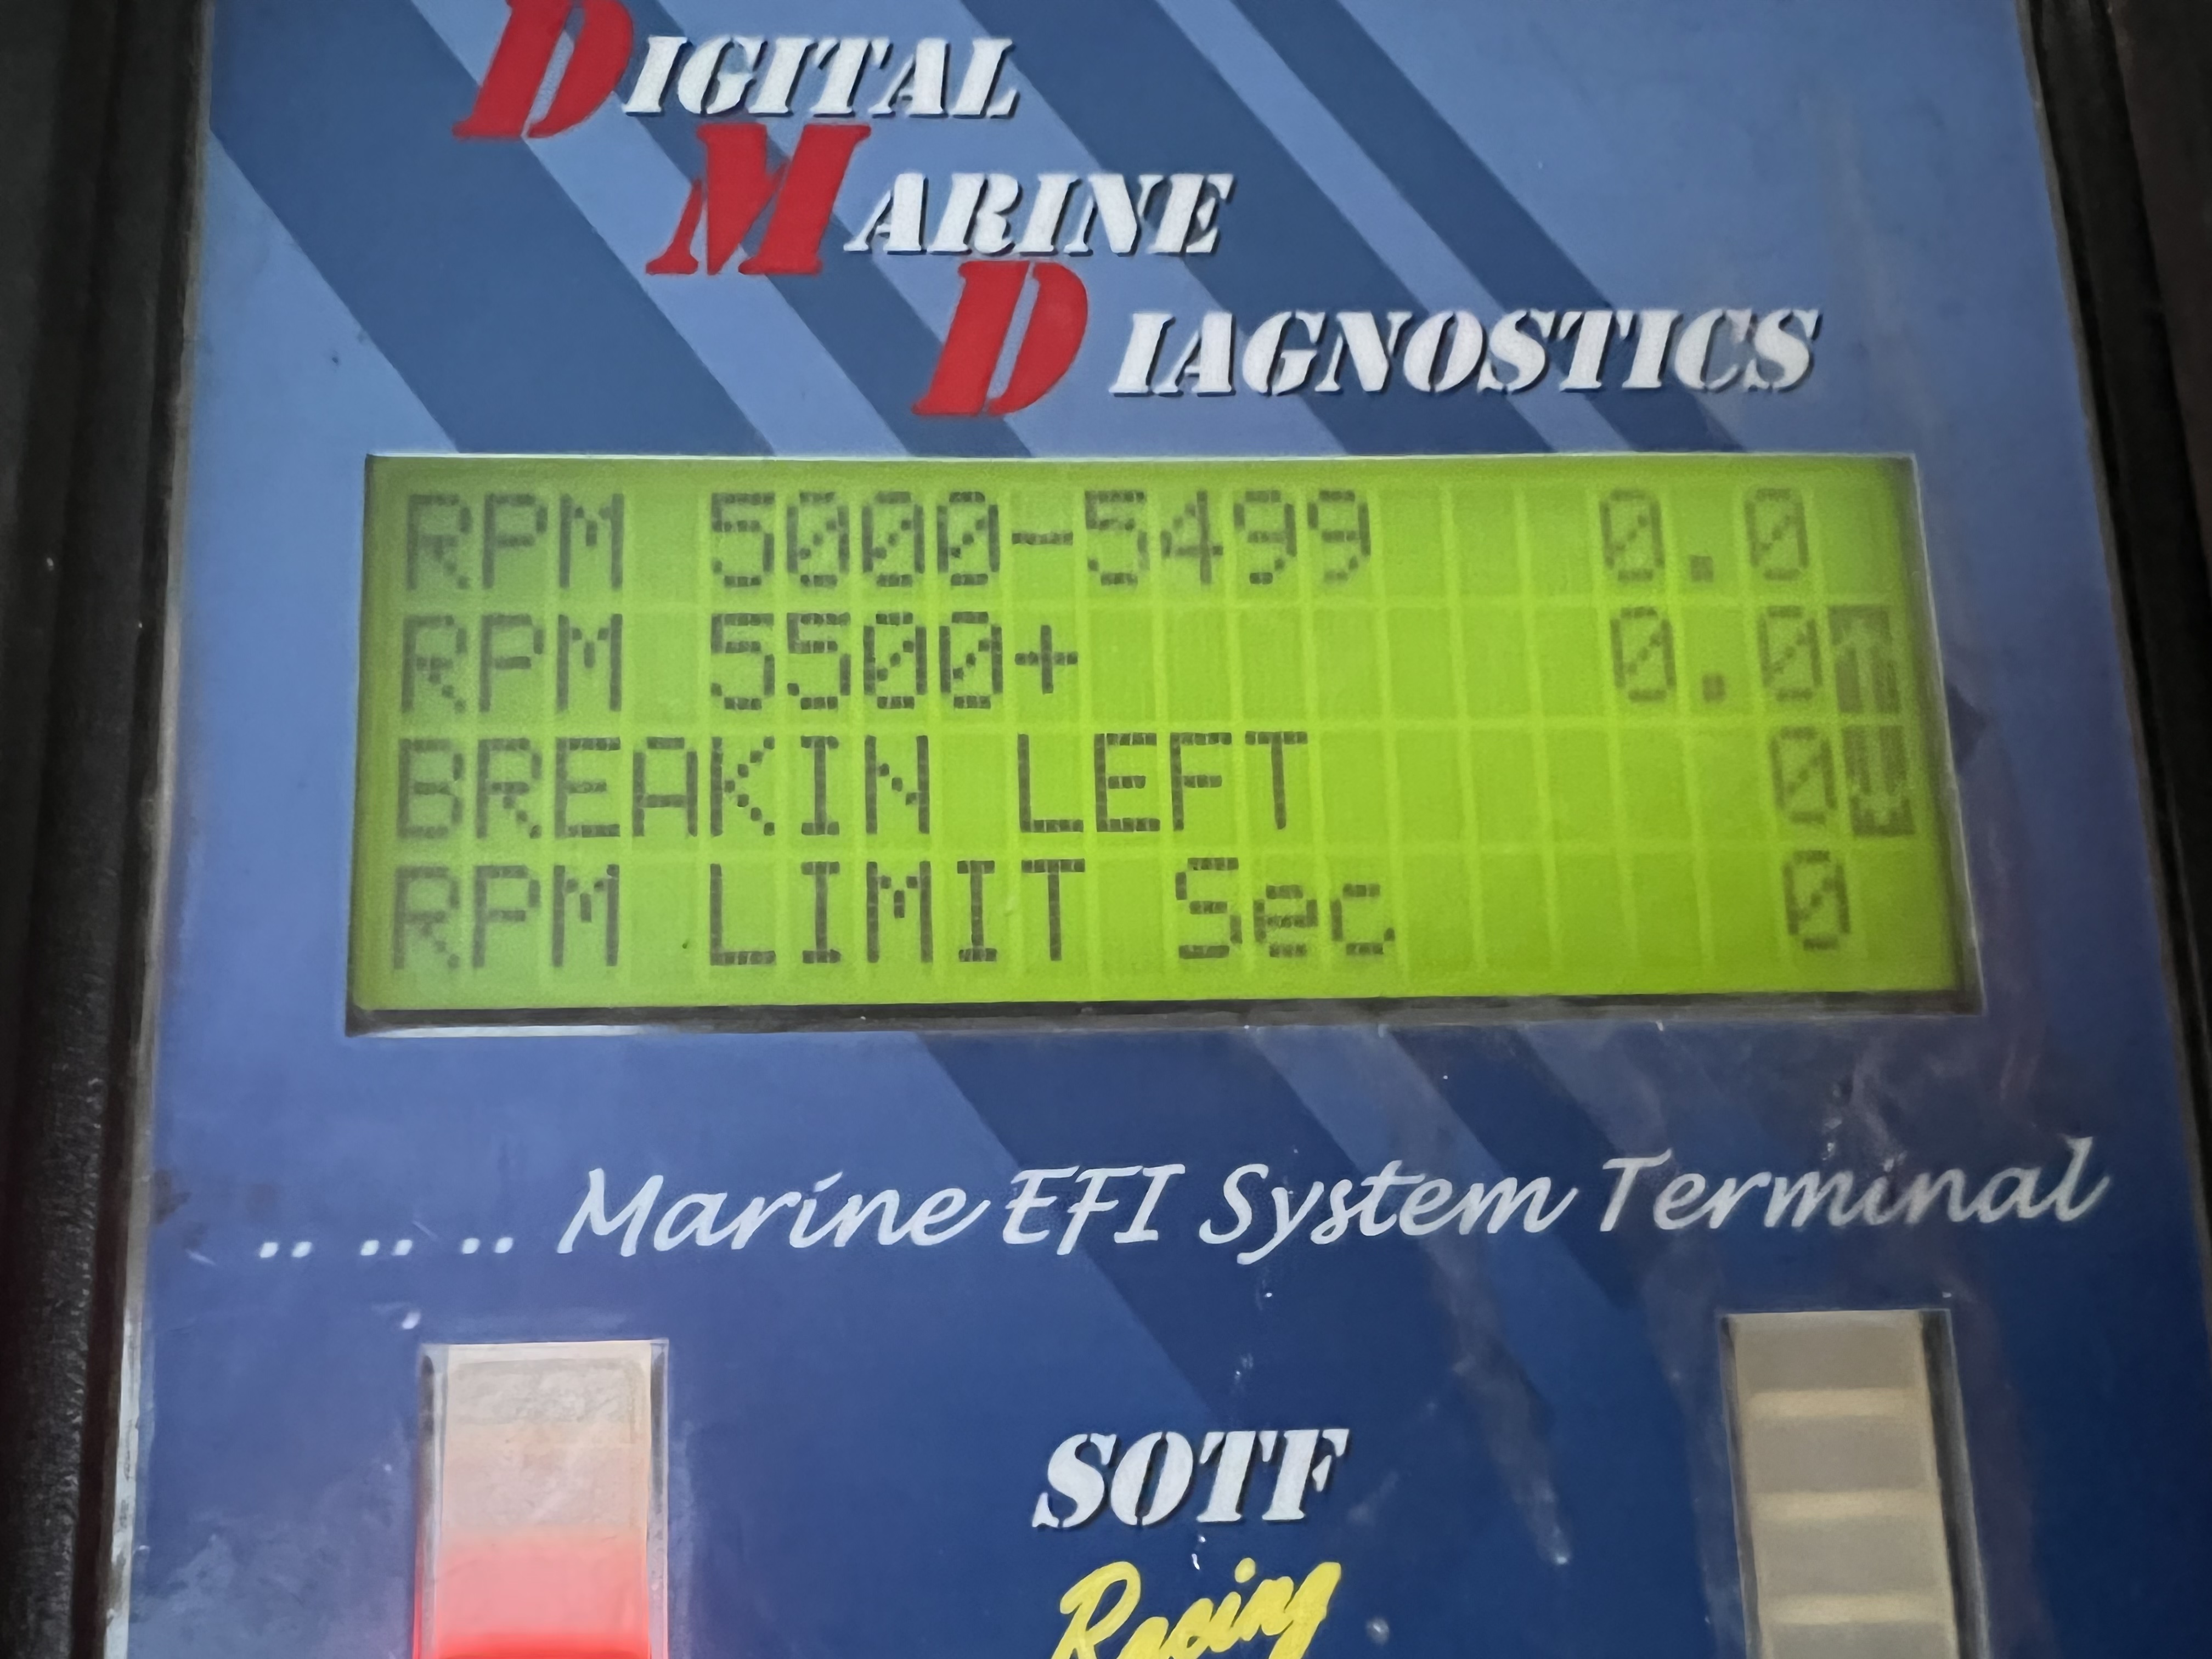 DIGITAL
MARINE
DIAGNOSTICS
RPM 5000-5499 0.0
RPM 5500+ 0.0
BREAKIN LEFT 0
RPM LIMIT Sec 0
.. .. .. Marine EFI System Terminal
SOTF
Racing